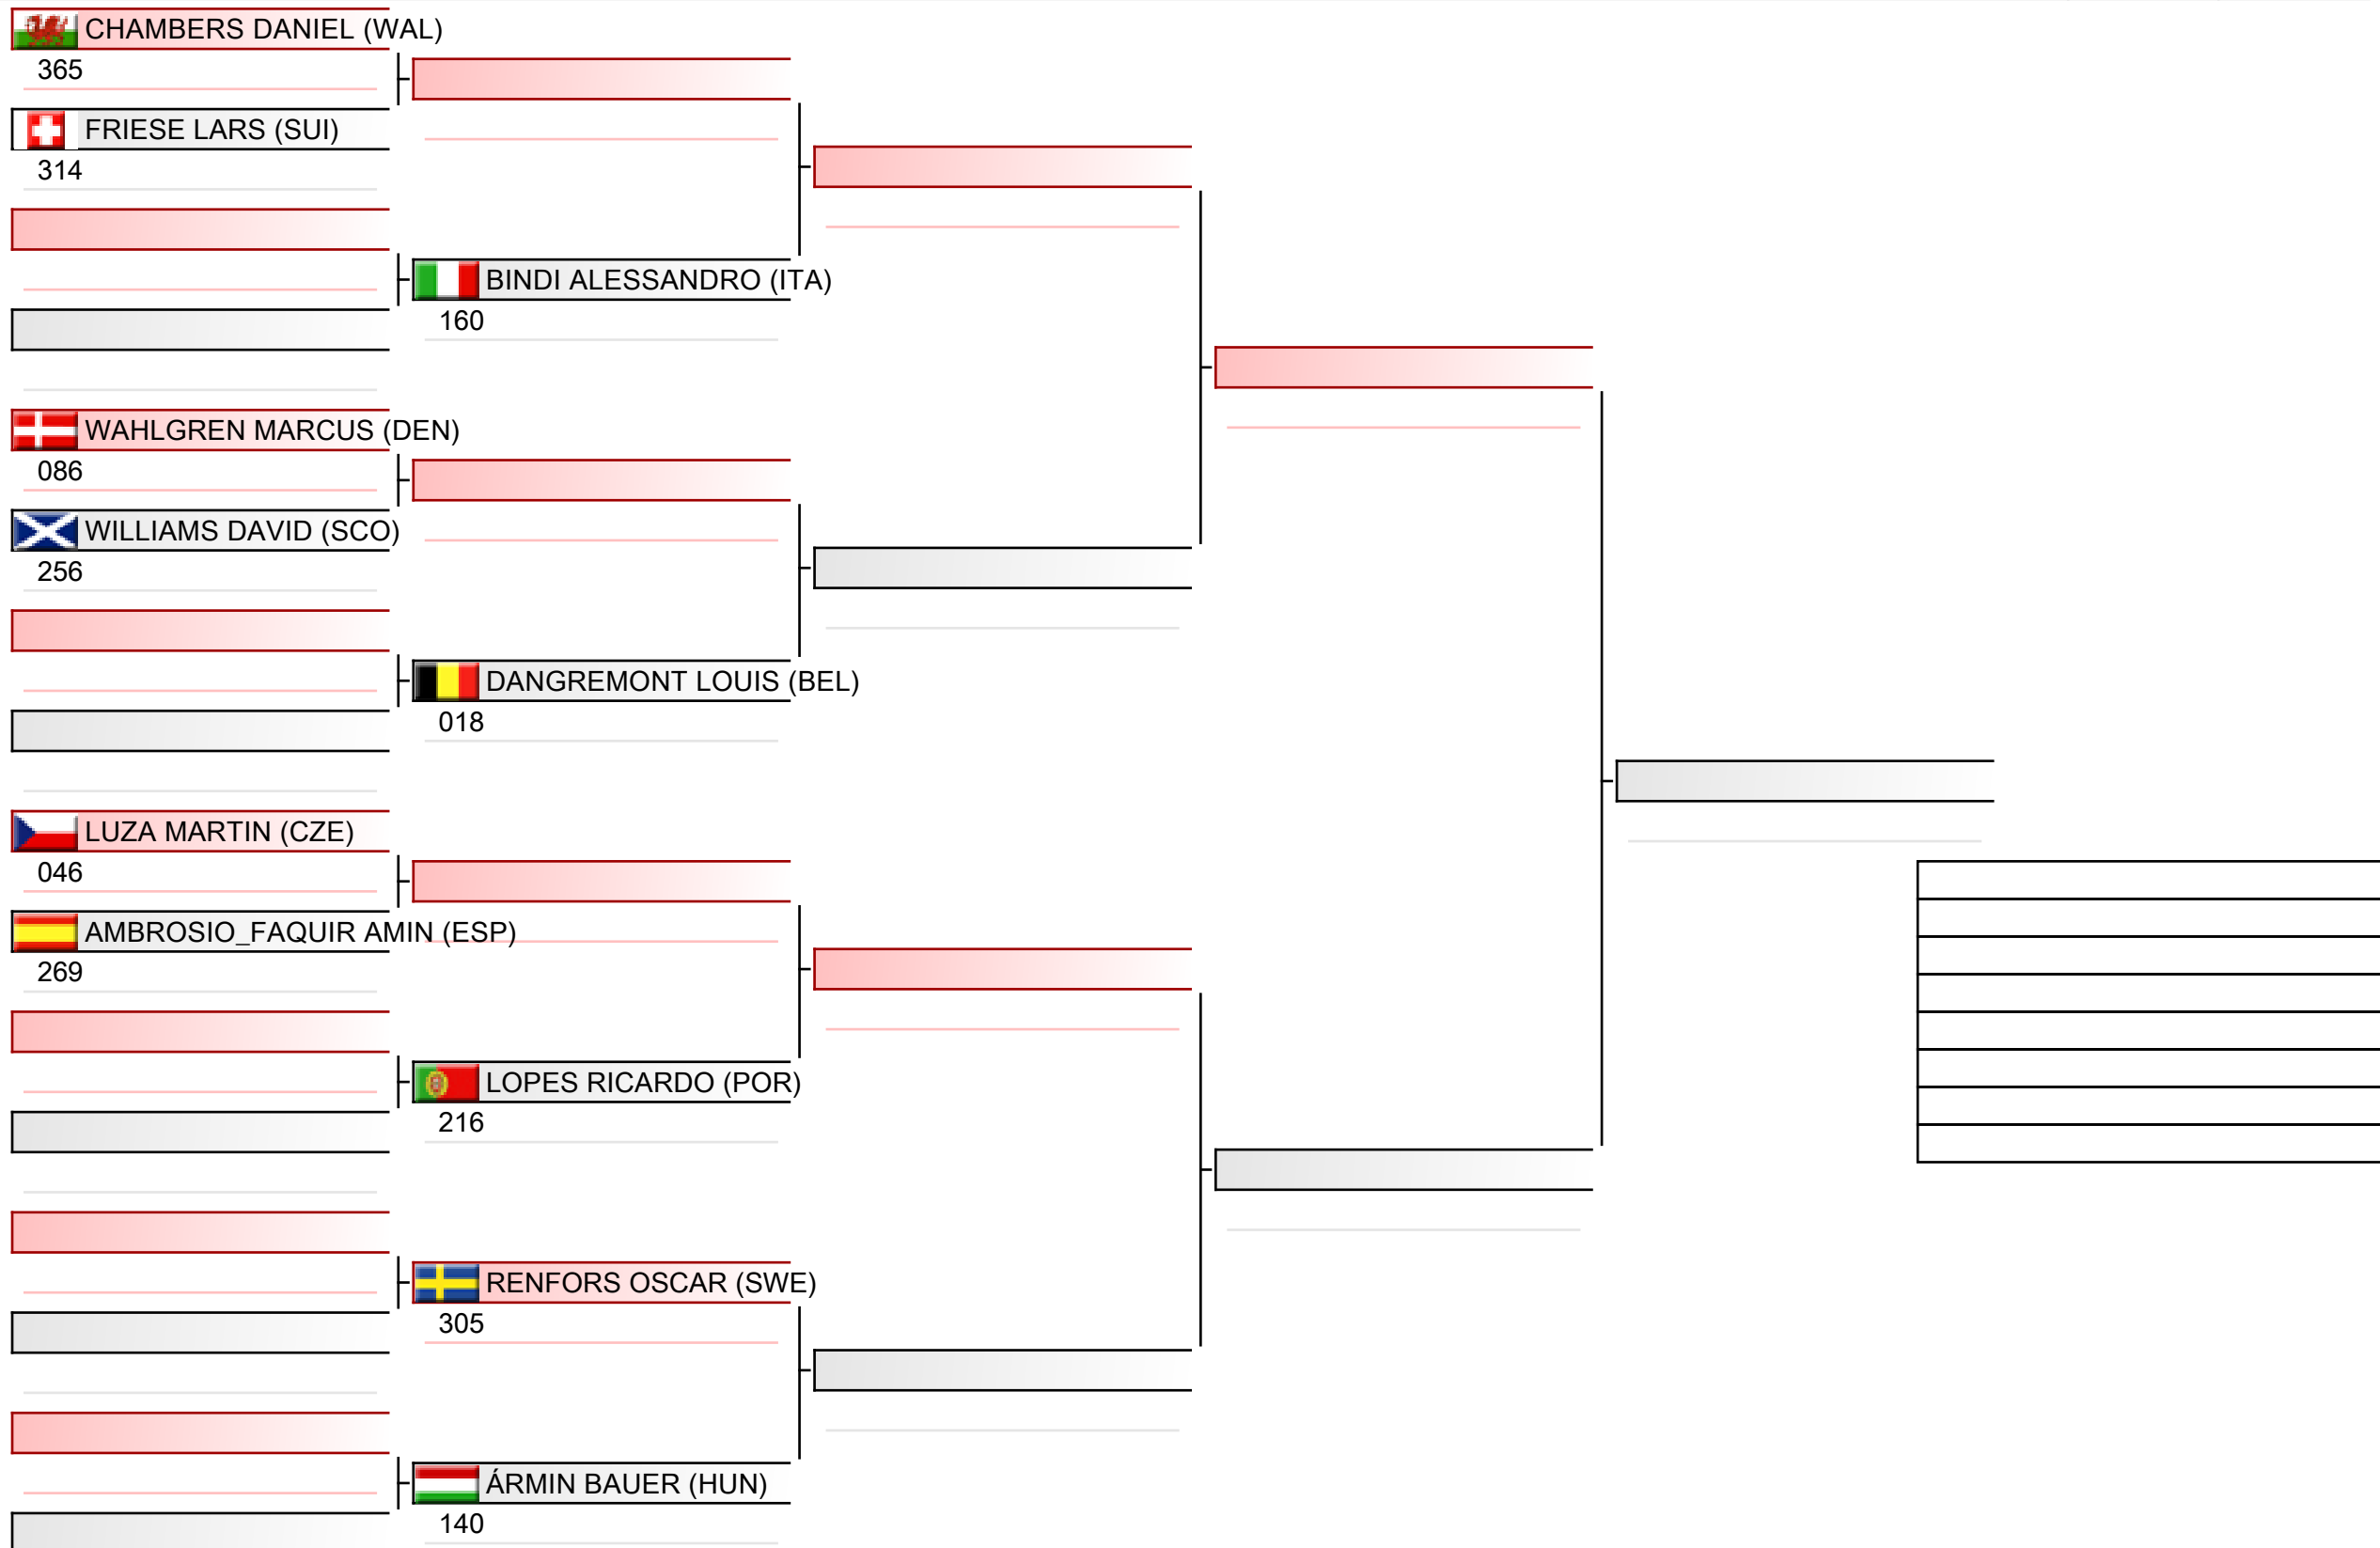 CHAMBERS DANIEL (WAL)
365
FRIESE LARS (SUI)
314
BINDI ALESSANDRO (ITA)
160
WAHLGREN MARCUS (DEN)
086
WILLIAMS DAVID (SCO)
256
DANGREMONT LOUIS (BEL)
018
LUZA MARTIN (CZE)
046
AMBROSIO_FAQUIR AMIN (ESP)
269
LOPES RICARDO (POR)
216
RENFORS OSCAR (SWE)
305
ÁRMIN BAUER (HUN)
140